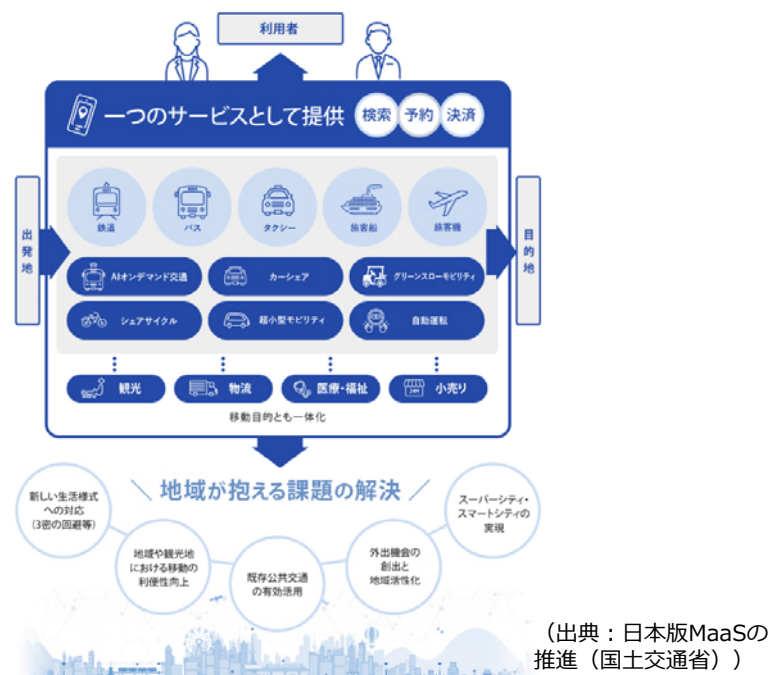 利用者
一つのサービスとして提供
検索
予約
決済
出発地
鉄道
バス
タクシー
旅客船
旅客機
目的地
AIオンデマンド交通
カーシェア
グリーンスローモビリティ
シェアサイクル
超小型モビリティ
自動運転
観光
物流
医療・福祉
24H
小売り
移動目的とも一体化
地域が抱える課題の解決
新しい生活様式
への対応
(3密の回避等)
地域や観光地
における移動の
利便性向上
既存公共交通
の有効活用
外出機会の
創出と
地域活性化
スーパーシティ・
スマートシティの
実現
（出典：日本版MaaSの
推進（国土交通省））